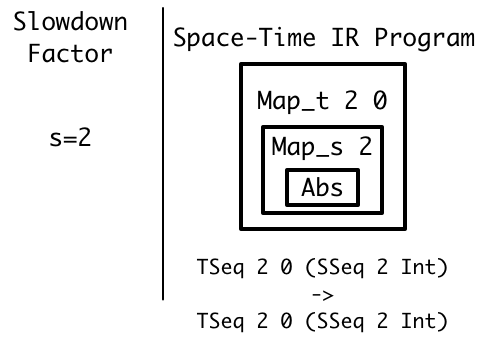 Slowdown
Factor
s=2
Space-Time IR Program
Map_t 2 0
Map_s 2
Abs
TSeq 2 0 (SSeq 2 Int)
->
TSeq 2 0 (SSeq 2 Int)